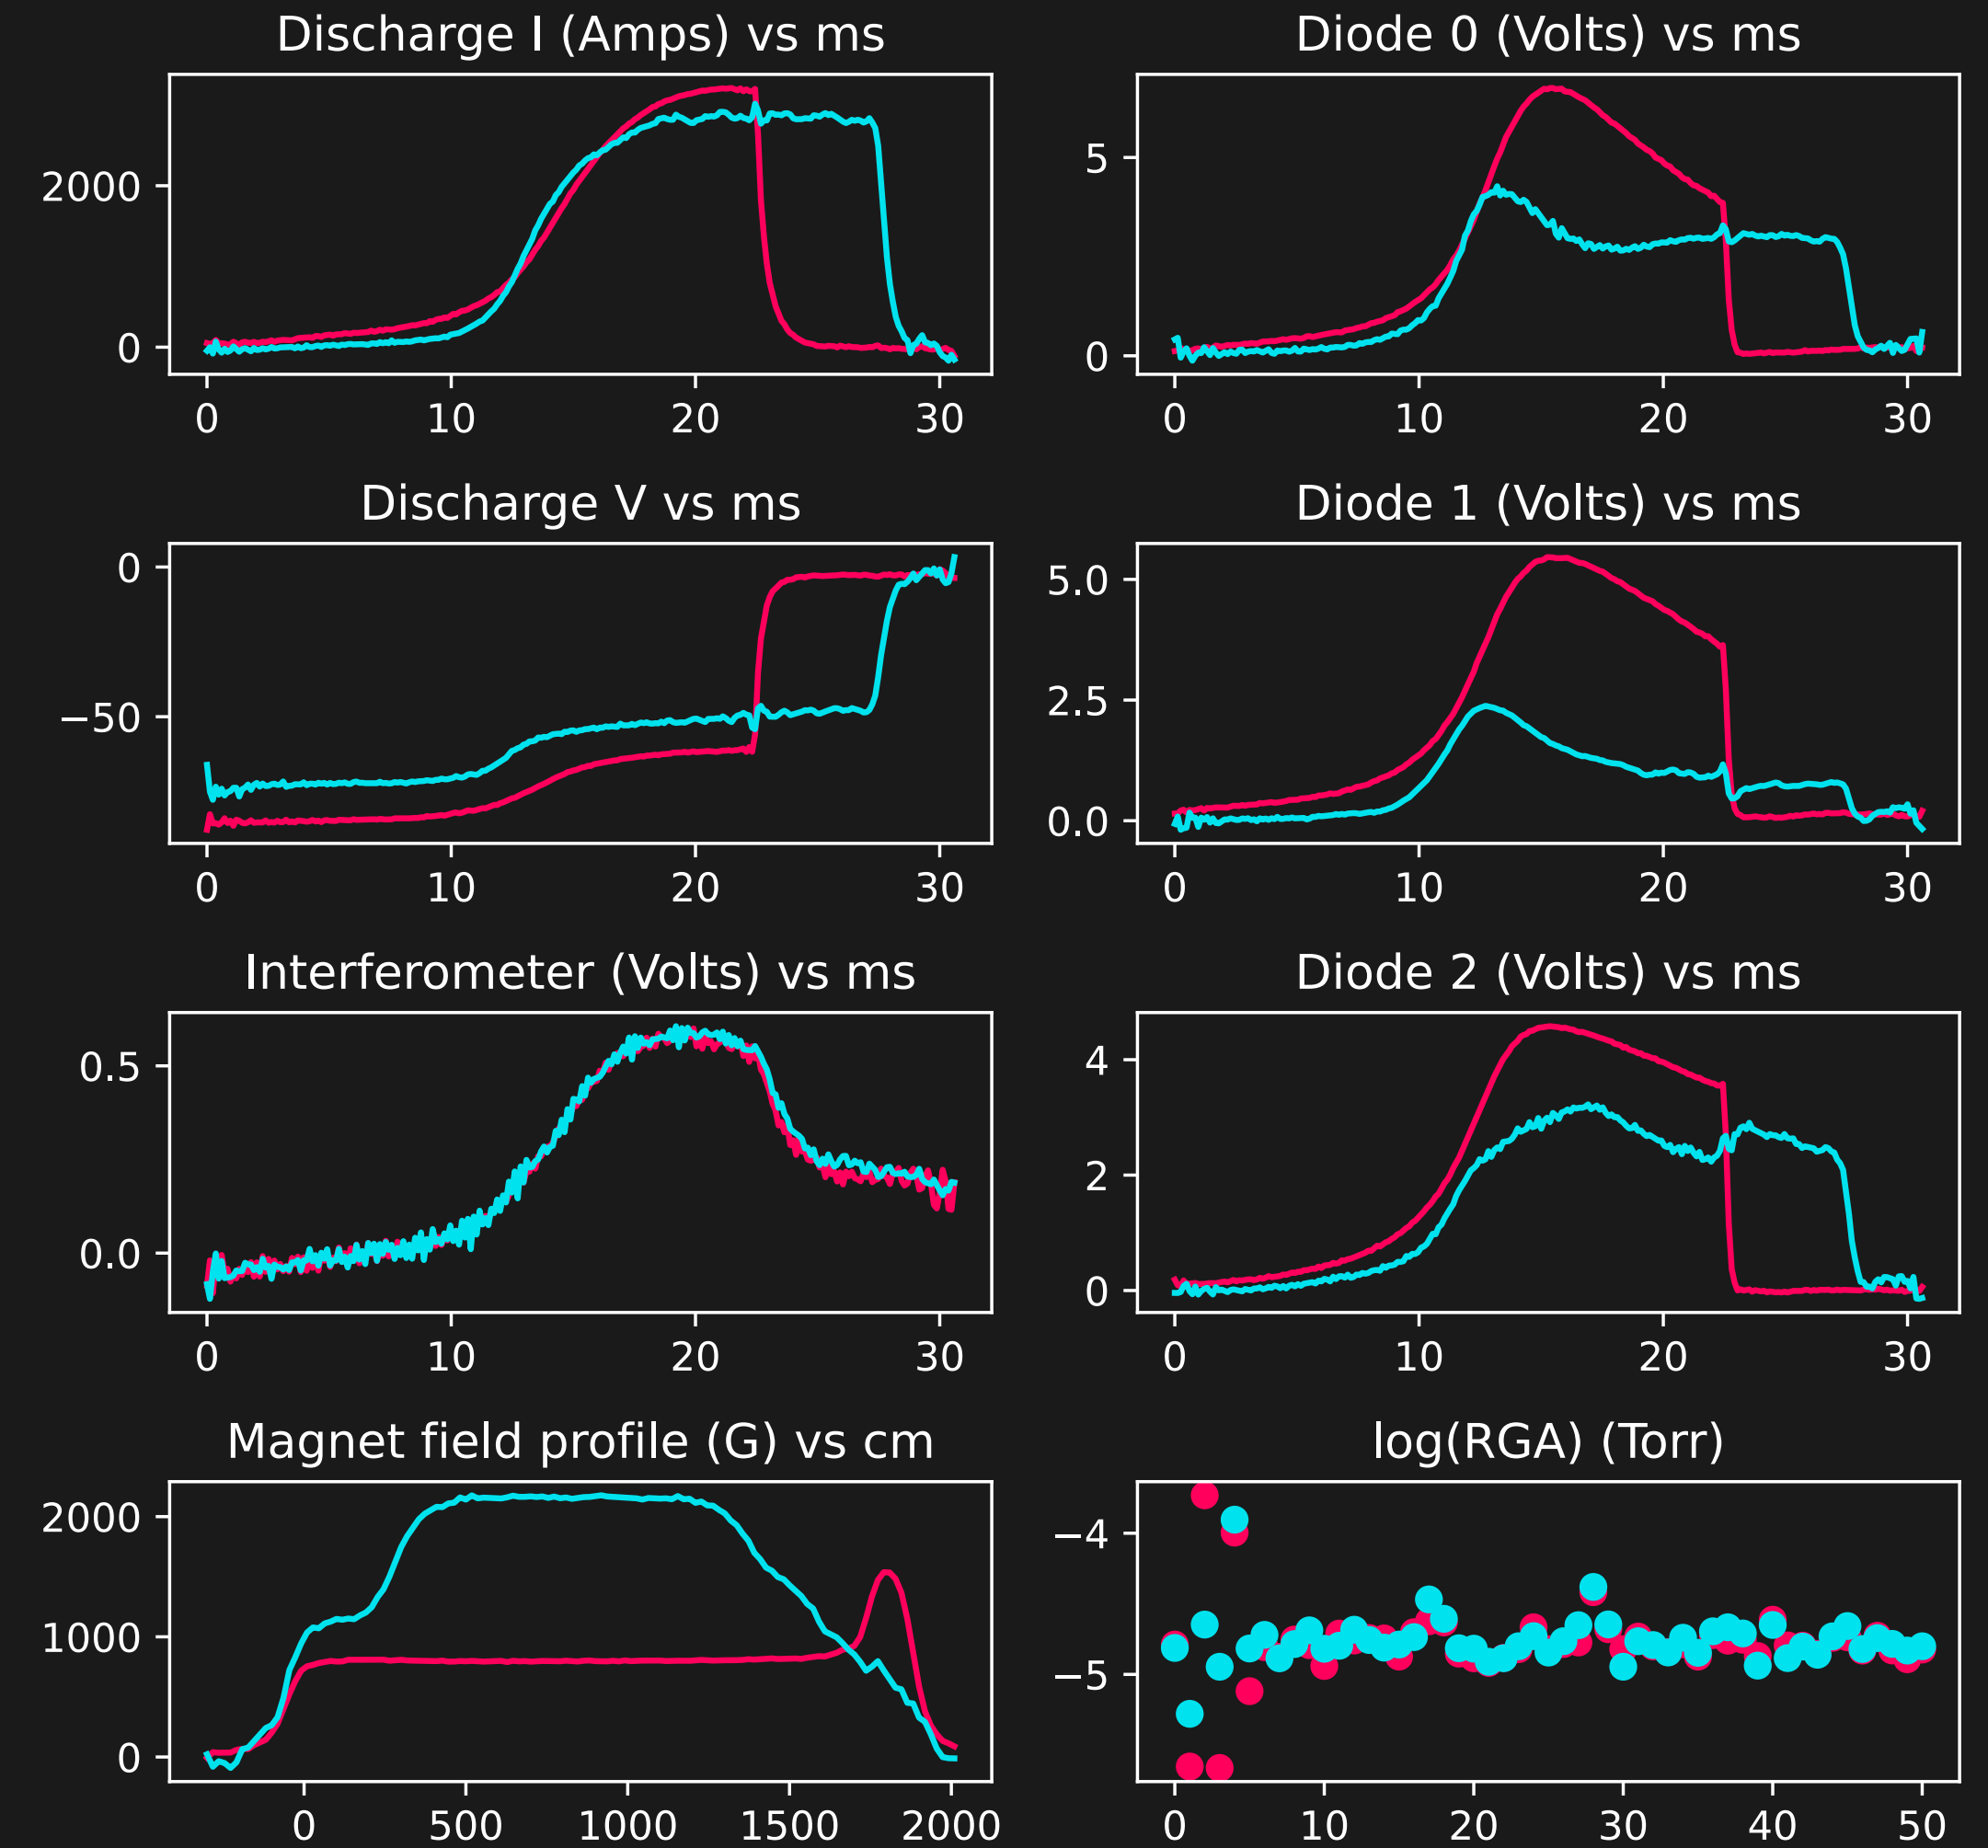 Discharge I (Amps) vs ms
2000
0
0 10 20 30
Diode 0 (Volts) vs ms
5
0
0 10 20 30
Discharge V vs ms
0
−50
0 10 20 30
Diode 1 (Volts) vs ms
5.0
2.5
0.0
0 10 20 30
Interferometer (Volts) vs ms
0.5
0.0
0 10 20 30
Diode 2 (Volts) vs ms
4
2
0
0 10 20 30
Magnet field profile (G) vs cm
2000
1000
0
0 500 1000 1500 2000
log(RGA) (Torr)
−4
−5
0 10 20 30 40 50